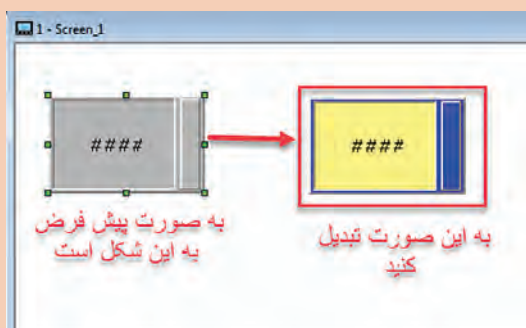 1 - Screen_1
####
####
به صورت پیش فرض
به این شکل است
به این صورت تبدیل
کنید